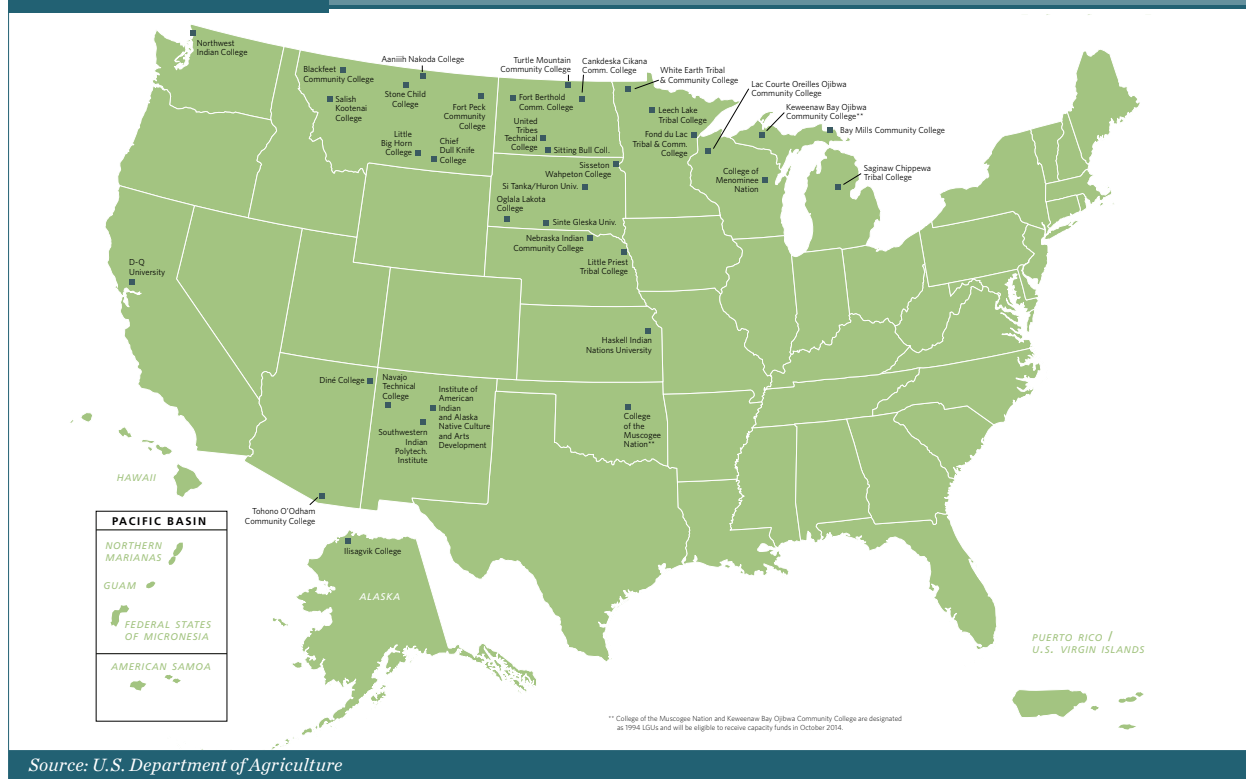 Northwest
Indian College
Blackfeet
Community College
Salish
Kootenai
College
Aaniiih Nakoda College
Stone Child
College
Fort Peck
Community
College
Little
Big Horn
College
Chief
Dull Knife
College
Turtle Mountain
Community College
Cankdeska Cikana
Comm. College
Fort Berthold
Comm. College
United
Tribes
Technical
College
Sitting Bull Coll.
White Earth Tribal
& Community College
Leech Lake
Tribal College
Fond du Lac
Tribal & Comm.
College
Lac Courte Oreilles Ojibwa
Community College
Keweenaw Bay Ojibwa
Community College**
Bay Mills Community College
Saginaw Chippewa
Tribal College
College of
Menominee
Nation
Sisseton
Wahpeton College
Si Tanka/Huron Univ.
Oglala Lakota
College
Sinte Gleska Univ.
Nebraska Indian
Community College
Little Priest
Tribal College
D-Q
University
Haskell Indian
Nations University
Diné College
Navajo
Technical
College
Institute of
American
Indian
and Alaska
Native Culture
and Arts
Development
Southwestern
Indian
Polytech.
Institute
College
of the
Muscogee
Nation**
Tohono O'Odham
Community College
HAWAII
PACIFIC BASIN
NORTHERN
MARIANAS
GUAM
FEDERAL STATES
OF MICRONESIA
AMERICAN SAMOA
Ilisagvik College
ALASKA
PUERTO RICO /
U.S. VIRGIN ISLANDS
** College of the Muscogee Nation and Keweenaw Bay Ojibwa Community College are designated
as 1994 LGUs and will be eligible to receive capacity funds in October 2014.
Source: U.S. Department of Agriculture